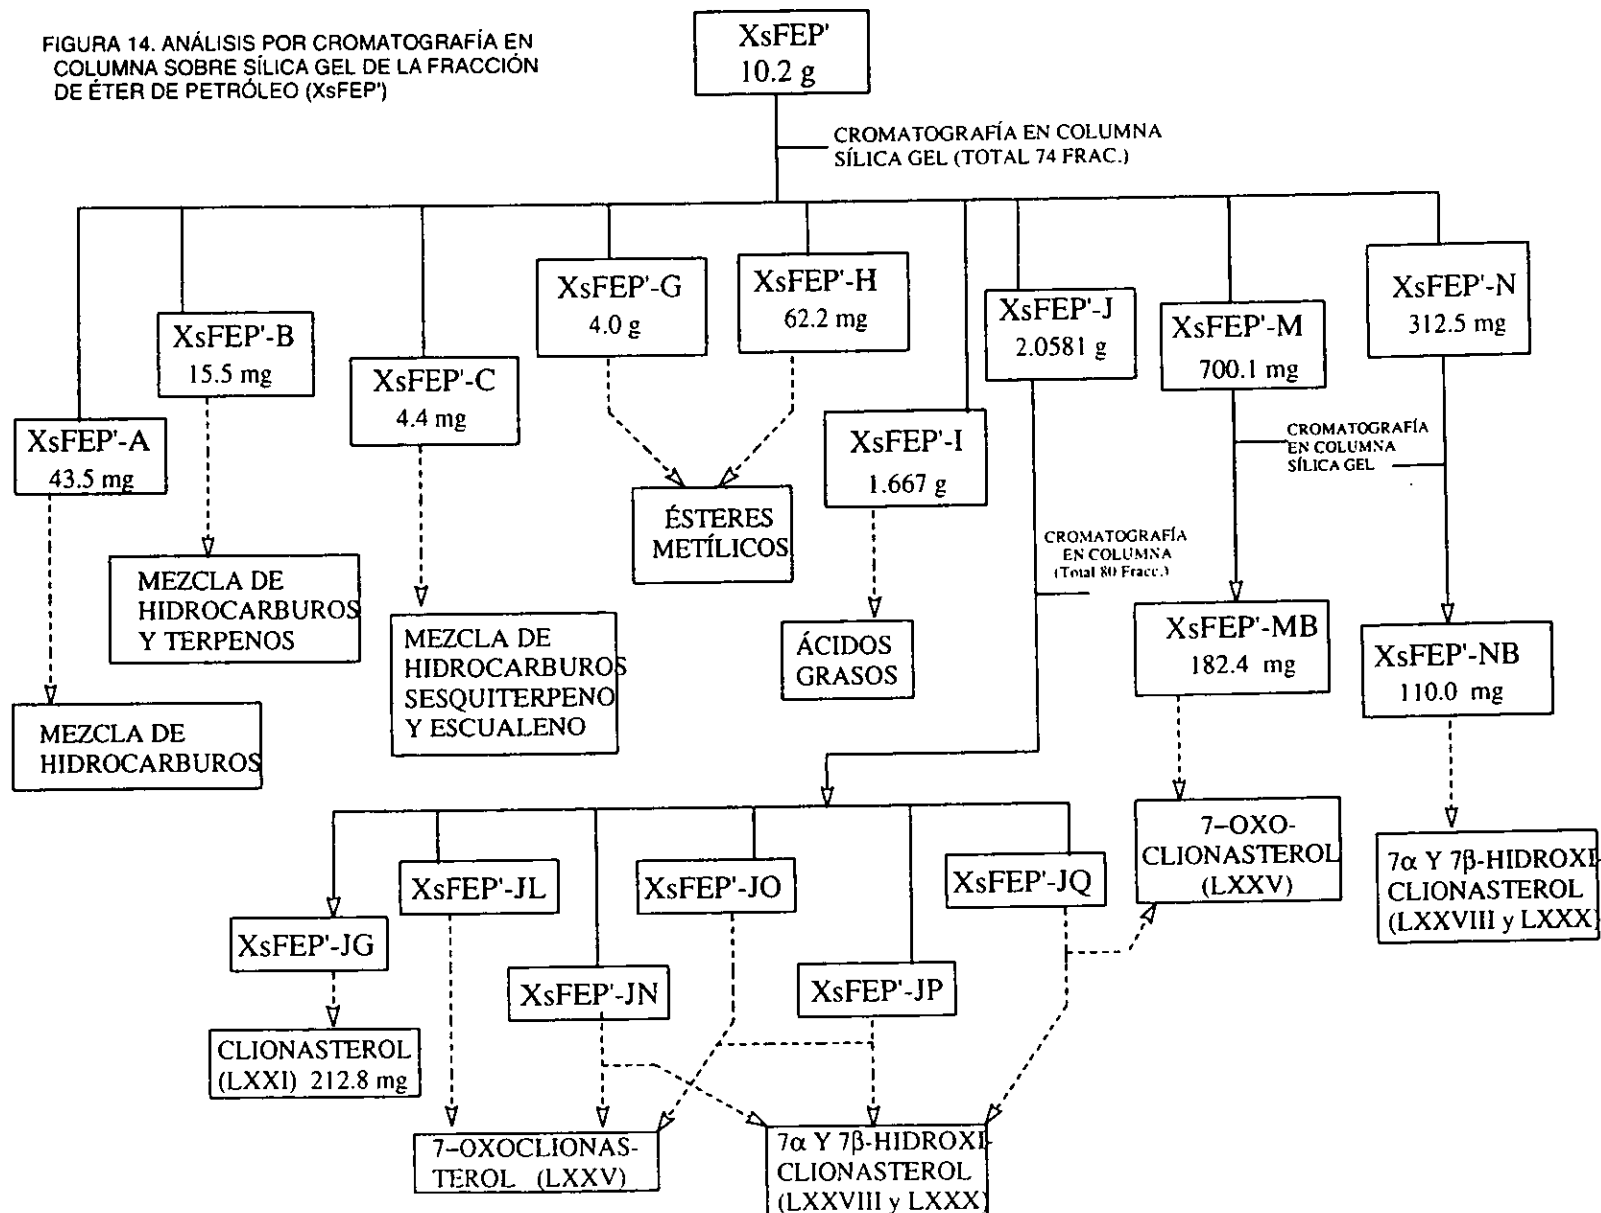 FIGURA 14. ANÁLISIS POR CROMATOGRAFÍA EN
COLUMNA SOBRE SÍLICA GEL DE LA FRACCIÓN
DE ÉTER DE PETRÓLEO (XsFEP')
XsFEP'
10.2 g
CROMATOGRAFÍA EN COLUMNA
SÍLICA GEL (TOTAL 74 FRAC.)
XsFEP'-A
43.5 mg
XsFEP'-B
15.5 mg
XsFEP'-C
4.4 mg
XsFEP'-G
4.0 g
XsFEP'-H
62.2 mg
XsFEP'-I
1.667 g
XsFEP'-J
2.0581 g
XsFEP'-M
700.1 mg
XsFEP'-N
312.5 mg
CROMATOGRAFÍA
EN COLUMNA
SÍLICA GEL
MEZCLA DE
HIDROCARBUROS
MEZCLA DE
HIDROCARBUROS
Y TERPENOS
MEZCLA DE
HIDROCARBUROS
SESQUITERPENO
Y ESCUALENO
ÉSTERES
METÍLICOS
ÁCIDOS
GRASOS
CROMATOGRAFÍA
EN COLUMNA
(Total 80 Fracc.)
XsFEP'-MB
182.4 mg
XsFEP'-NB
110.0 mg
7-OXO-
CLIONASTEROL
(LXXV)
7α Y 7β-HIDROXI-
CLIONASTEROL
(LXXVIII y LXXX)
XsFEP'-JG
XsFEP'-JL
XsFEP'-JN
XsFEP'-JO
XsFEP'-JP
XsFEP'-JQ
CLIONASTEROL
(LXXI) 212.8 mg
7-OXOCLIONAS-
TEROL (LXXV)
7α Y 7β-HIDROXI-
CLIONASTEROL
(LXXVIII y LXXX)